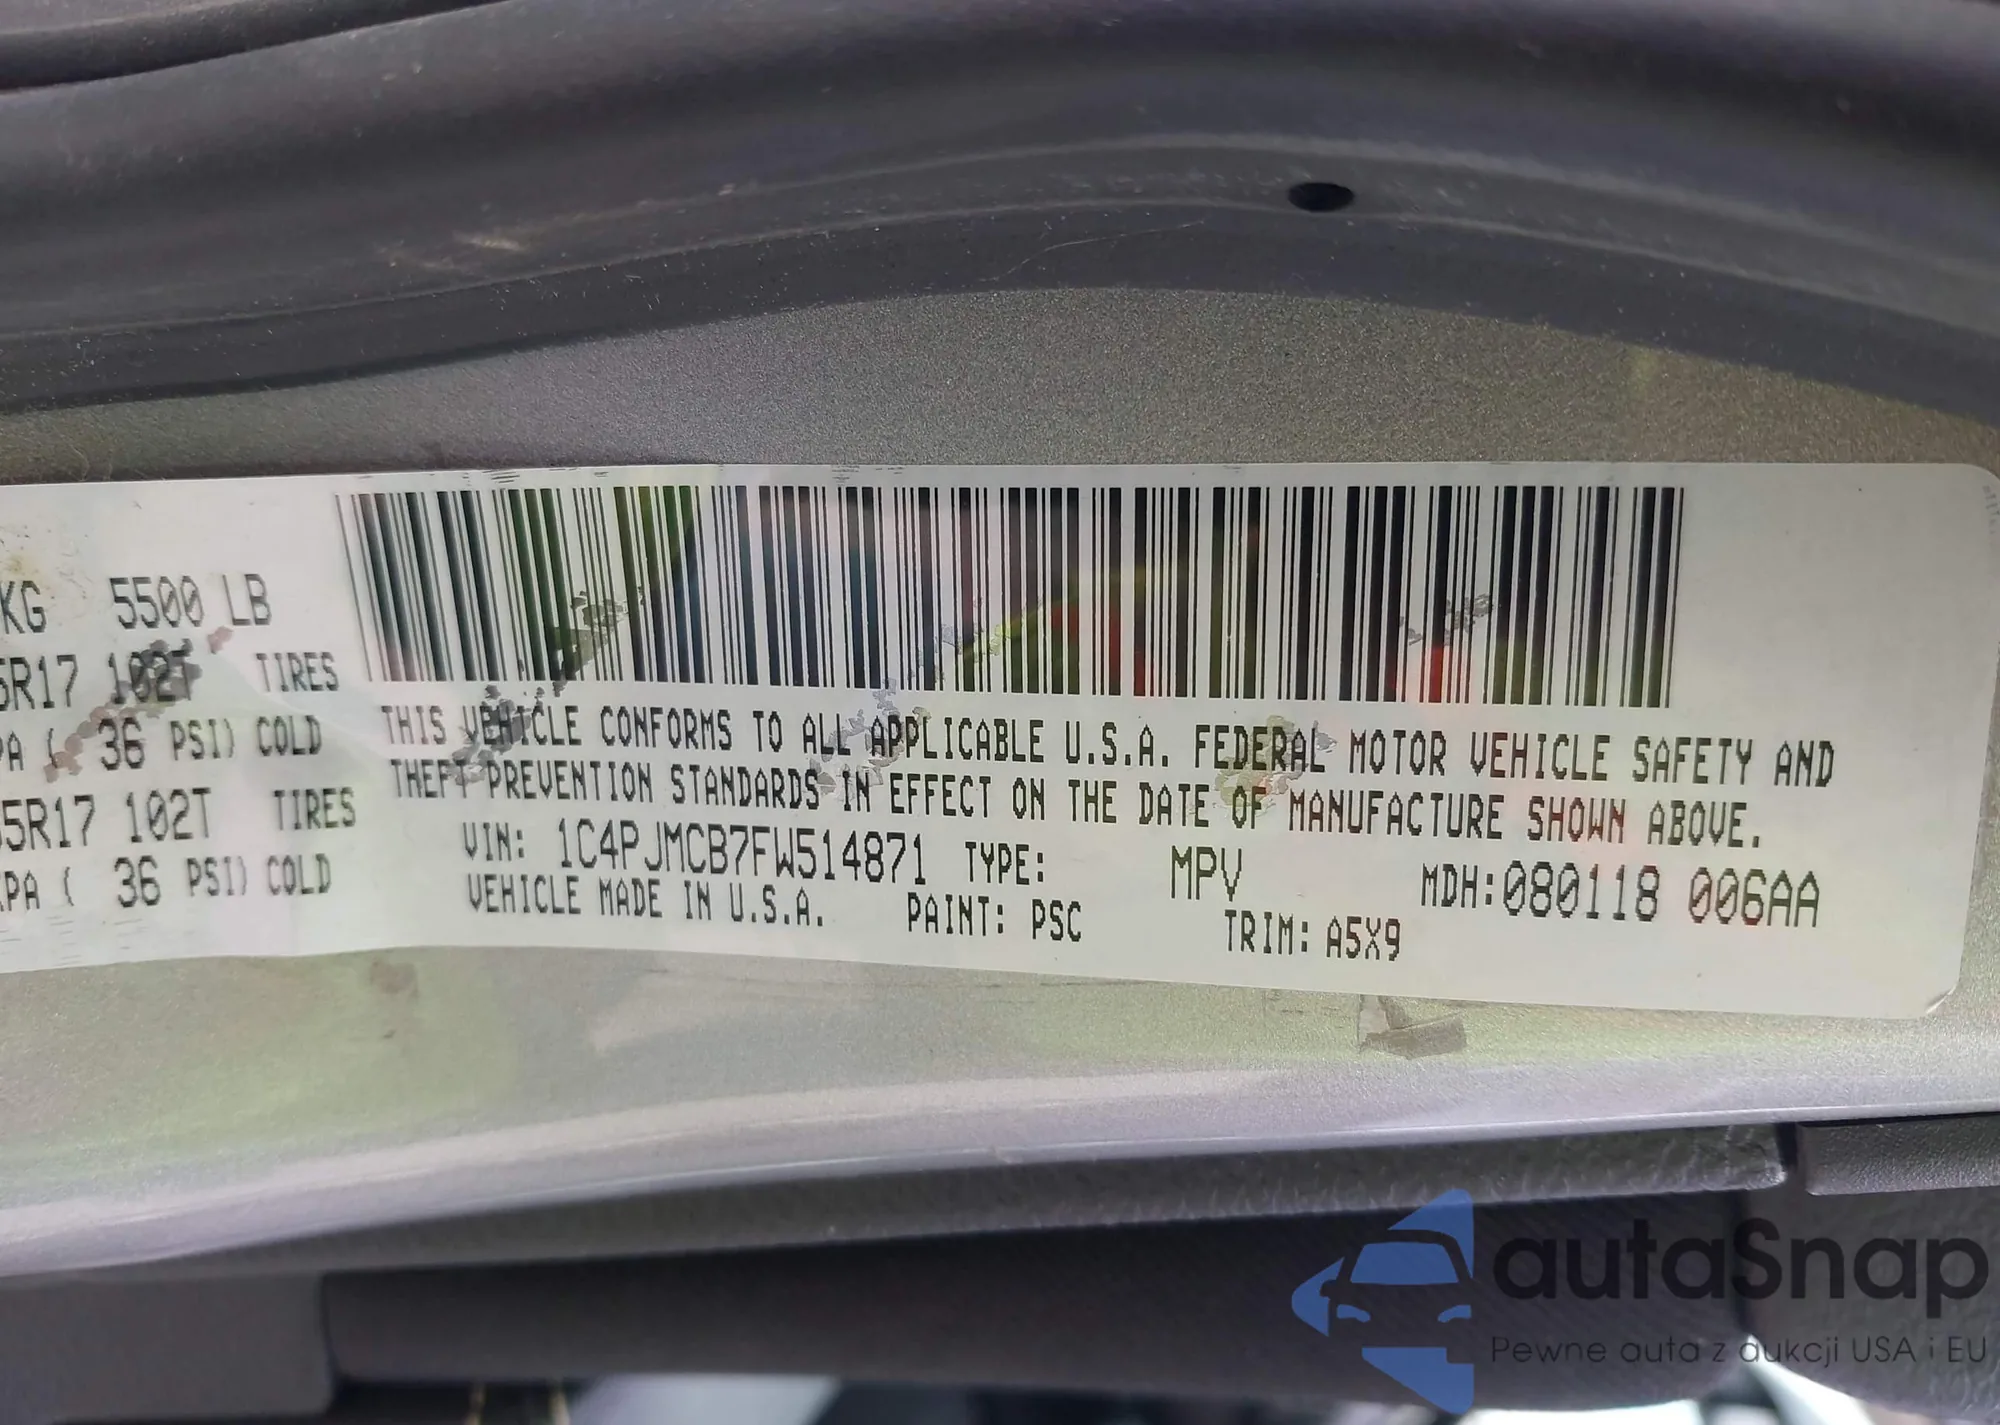 KG 5500 LB
5R17 102T TIRES
PA ( 36 PSI) COLD
5R17 102T TIRES
PA ( 36 PSI) COLD
THIS VEHICLE CONFORMS TO ALL APPLICABLE U.S.A. FEDERAL MOTOR VEHICLE SAFETY AND
THEFT PREVENTION STANDARDS IN EFFECT ON THE DATE OF MANUFACTURE SHOWN ABOVE.
VIN: 1C4PJMCB7FW514871 TYPE: MPV MDH:080118 006AA
VEHICLE MADE IN U.S.A. PAINT: PSC TRIM: A5X9
autaSnap
Pewne auta z aukcji USA i EU